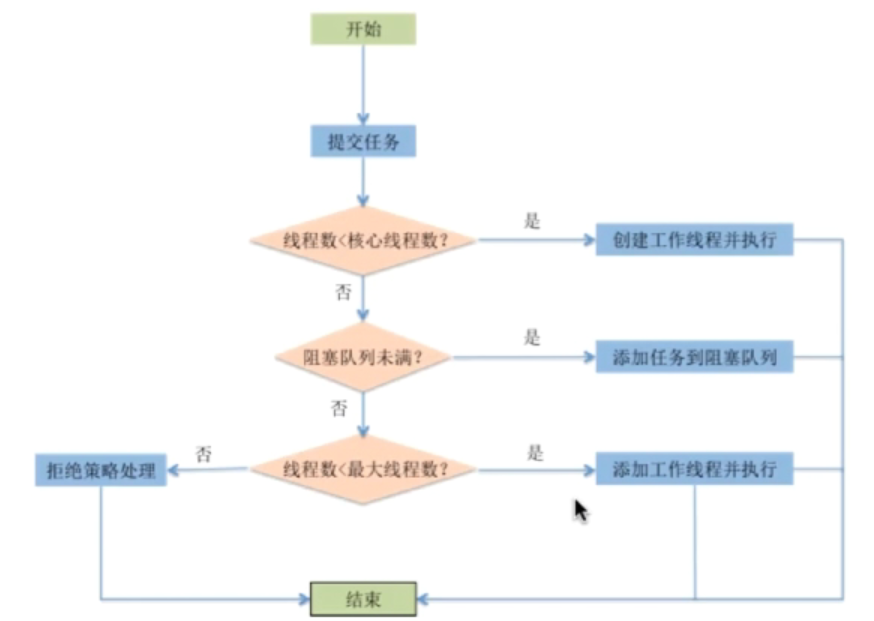 开始
提交任务
线程数<核心线程数?
是
创建工作线程并执行
否
阻塞队列未满?
是
添加任务到阻塞队列
否
拒绝策略处理
否
线程数<最大线程数?
是
添加工作线程并执行
结束